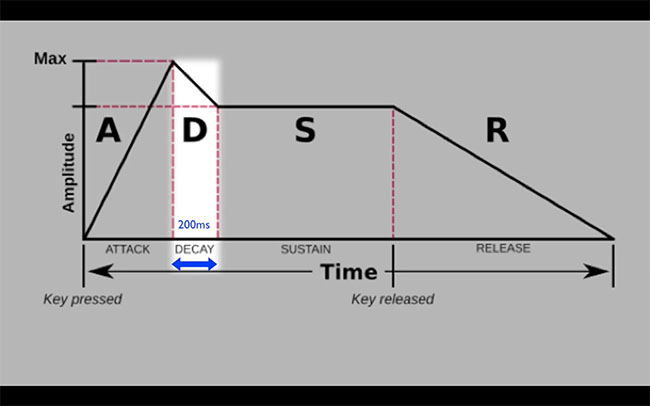 Max
A
D
S
R
Amplitude
200ms
ATTACK
DECAY
SUSTAIN
RELEASE
Time
Key pressed
Key released